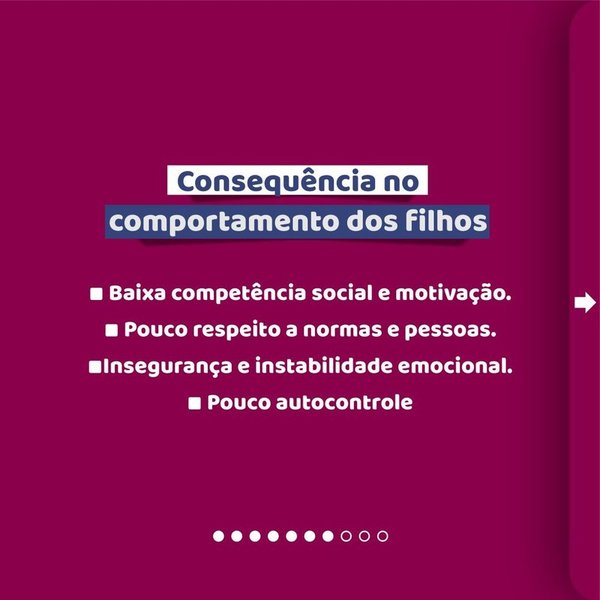 Consequência no
comportamento dos filhos
■ Baixa competência social e motivação.
■ Pouco respeito a normas e pessoas.
■Insegurança e instabilidade emocional.
■ Pouco autocontrole